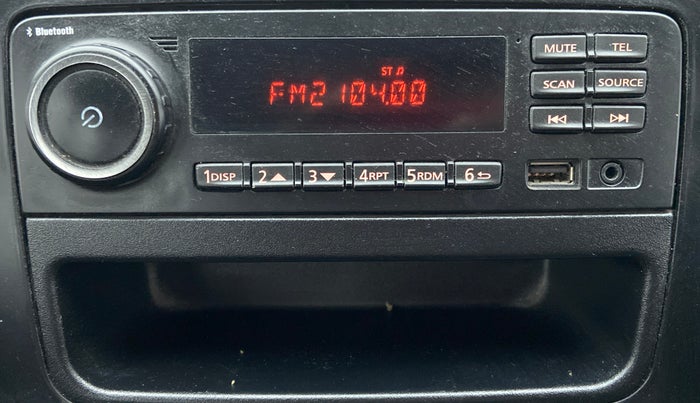 Bluetooth
MUTE TEL
ST
FM2 104.00
SCAN SOURCE
1DISP 2 3 4RPT 5RDM 6